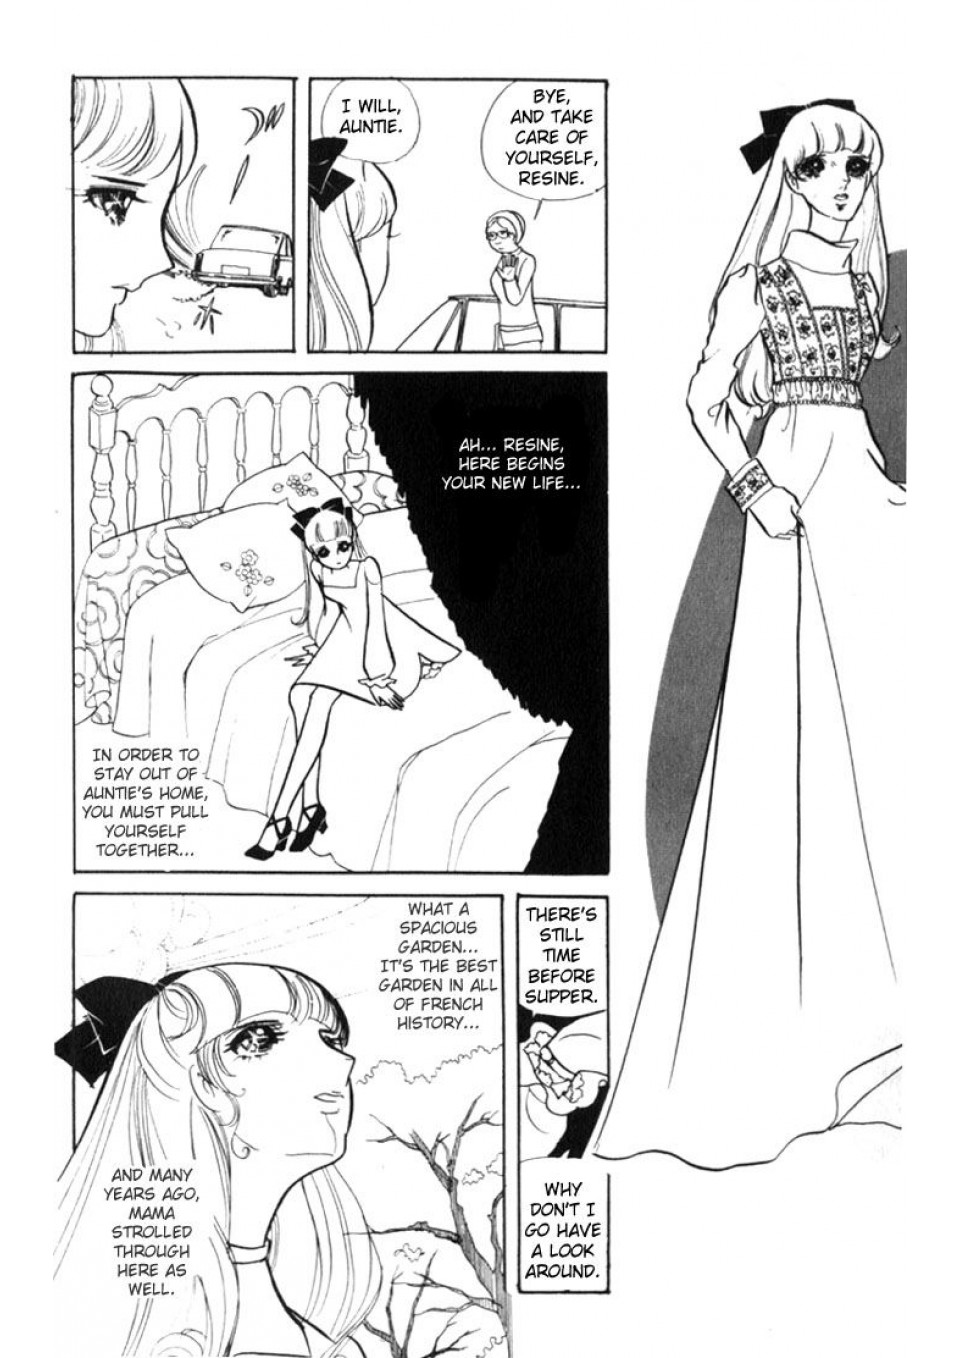 BYE,
AND TAKE
CARE OF
YOURSELF,
RESINE.
I WILL,
AUNTIE.
AH... RESINE,
HERE BEGINS
YOUR NEW LIFE...
IN ORDER TO
STAY OUT OF
AUNTIE'S HOME,
YOU MUST PULL
YOURSELF
TOGETHER...
THERE'S
STILL
TIME
BEFORE
SUPPER.
WHY
DON'T I
GO HAVE
A LOOK
AROUND.
WHAT A
SPACIOUS
GARDEN...
IT'S THE BEST
GARDEN IN ALL
OF FRENCH
HISTORY...
AND MANY
YEARS AGO,
MAMA
STROLLED
THROUGH
HERE AS
WELL.